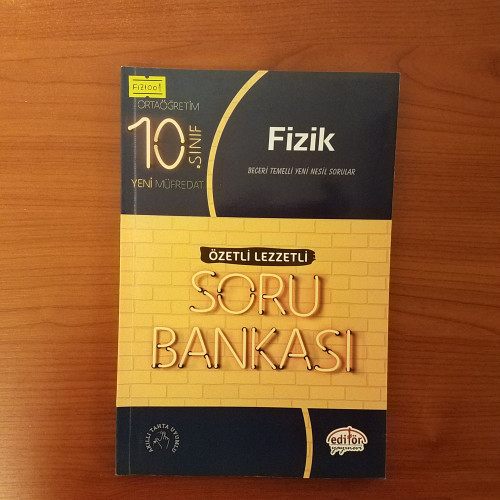 FIZ1001
ORTAÖĞRETİM
10.SINIF
YENİ MÜFREDAT
Fizik
BECERİ TEMELLİ YENİ NESİL SORULAR
ÖZETLİ LEZZETLİ
SORU
BANKASI
AKILLI TAHTA UYUMLU
editör
yayınevi